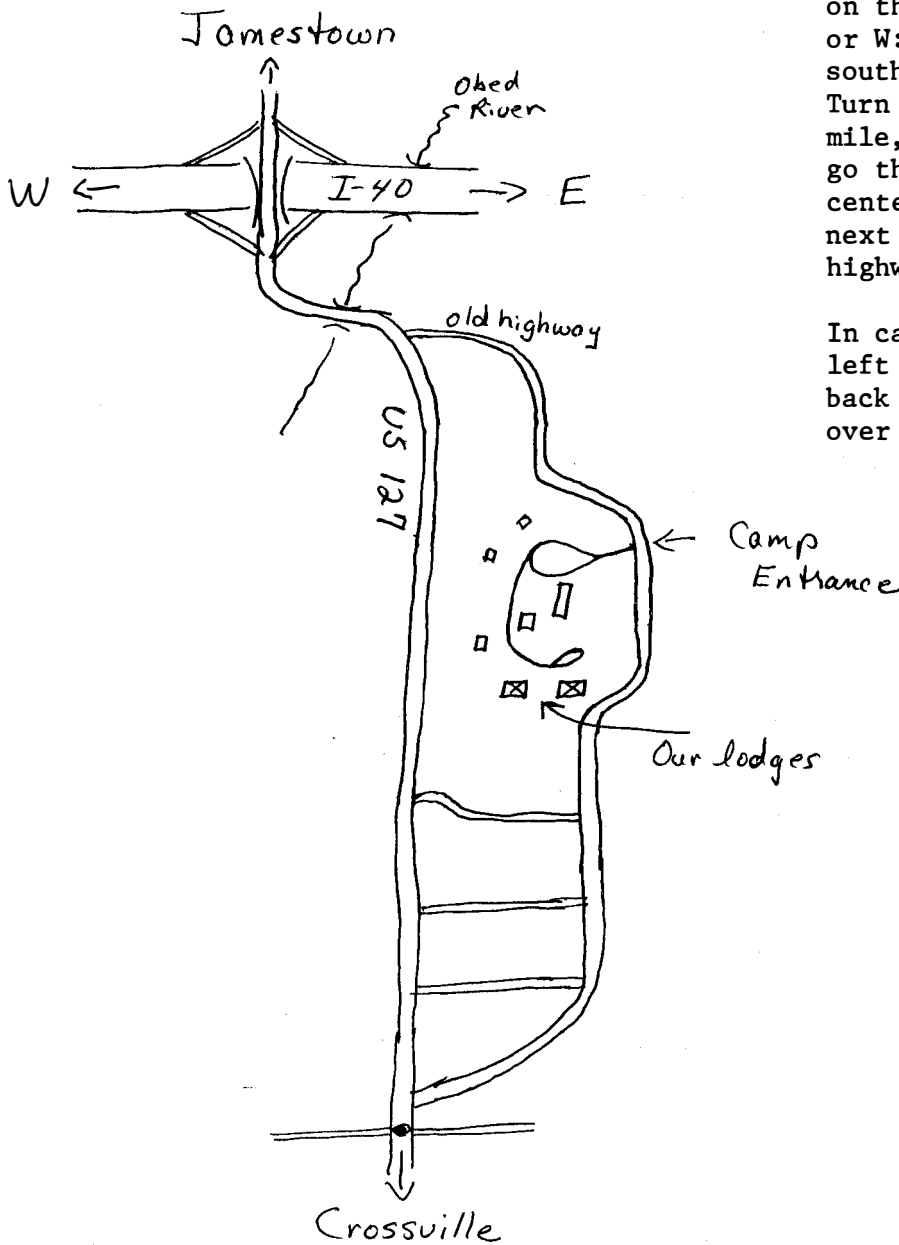 Jamestown
Obed
River
W
I-40
E
old highway
US 127
Camp
Entrance
Our lodges
Crossville
on th
or W:
south
Turn
mile,
go th
cente
next
highw
In ca
left
back
over